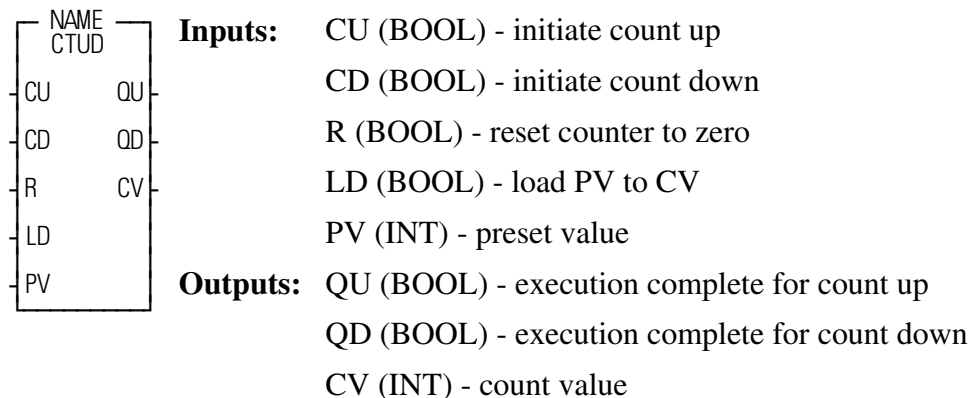 NAME
CTUD
CU QU
CD QD
R CV
LD
PV
Inputs: CU (BOOL) - initiate count up
CD (BOOL) - initiate count down
R (BOOL) - reset counter to zero
LD (BOOL) - load PV to CV
PV (INT) - preset value
Outputs: QU (BOOL) - execution complete for count up
QD (BOOL) - execution complete for count down
CV (INT) - count value